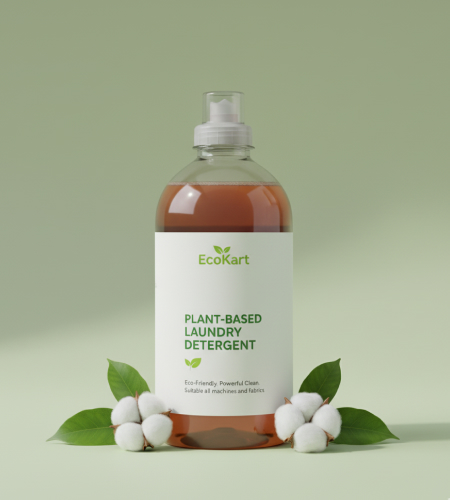 EcoKart
PLANT-BASED
LAUNDRY
DETERGENT
Eco-Friendly, Powerful Clean.
Suitable all machines and fabrics